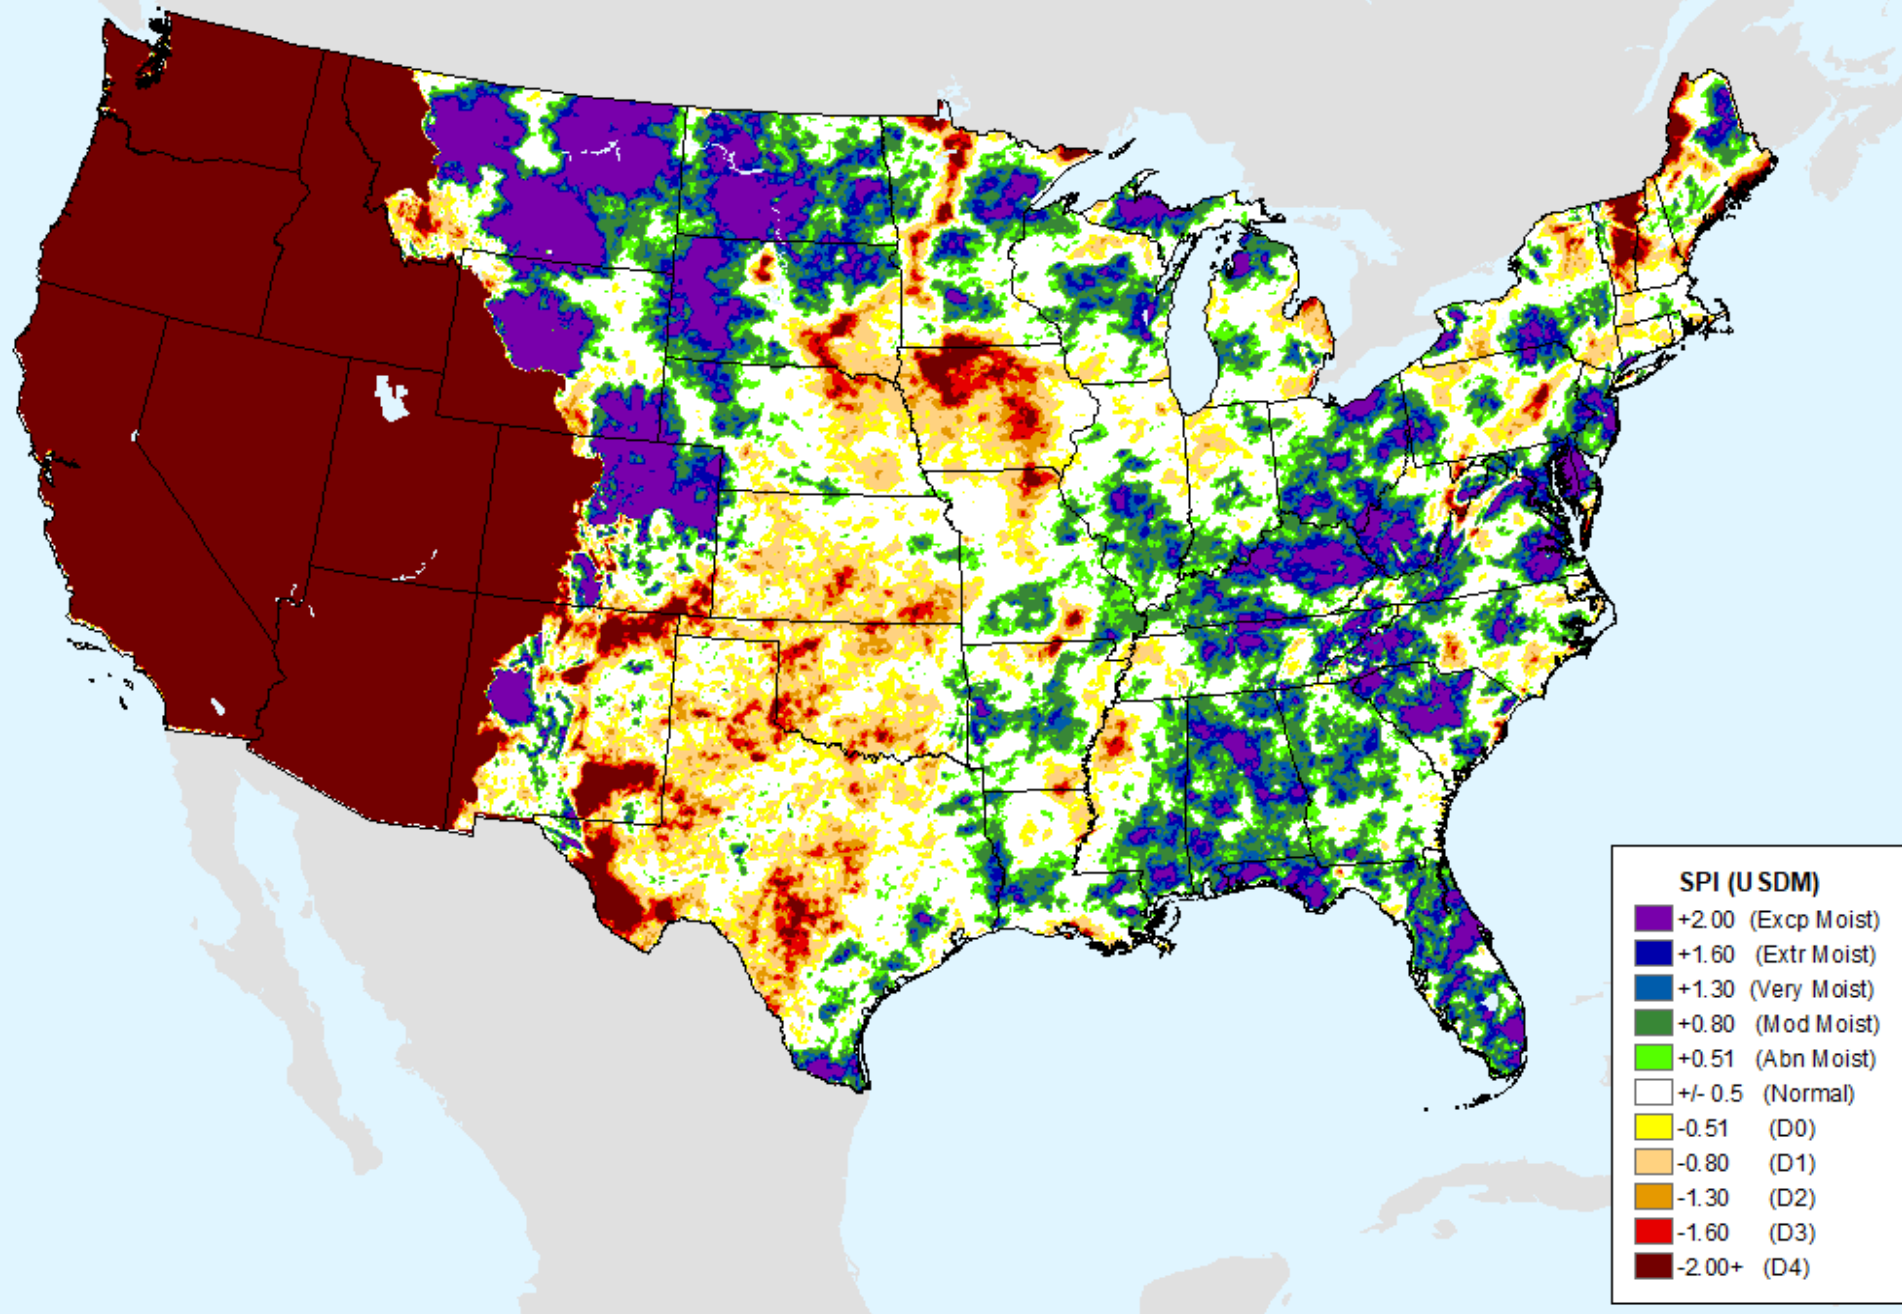 SPI (USDM)
+2.00 (Excp Moist)
+1.60 (Extr Moist)
+1.30 (Very Moist)
+0.80 (Mod Moist)
+0.51 (Abn Moist)
+/- 0.5 (Normal)
-0.51 (D0)
-0.80 (D1)
-1.30 (D2)
-1.60 (D3)
-2.00+ (D4)